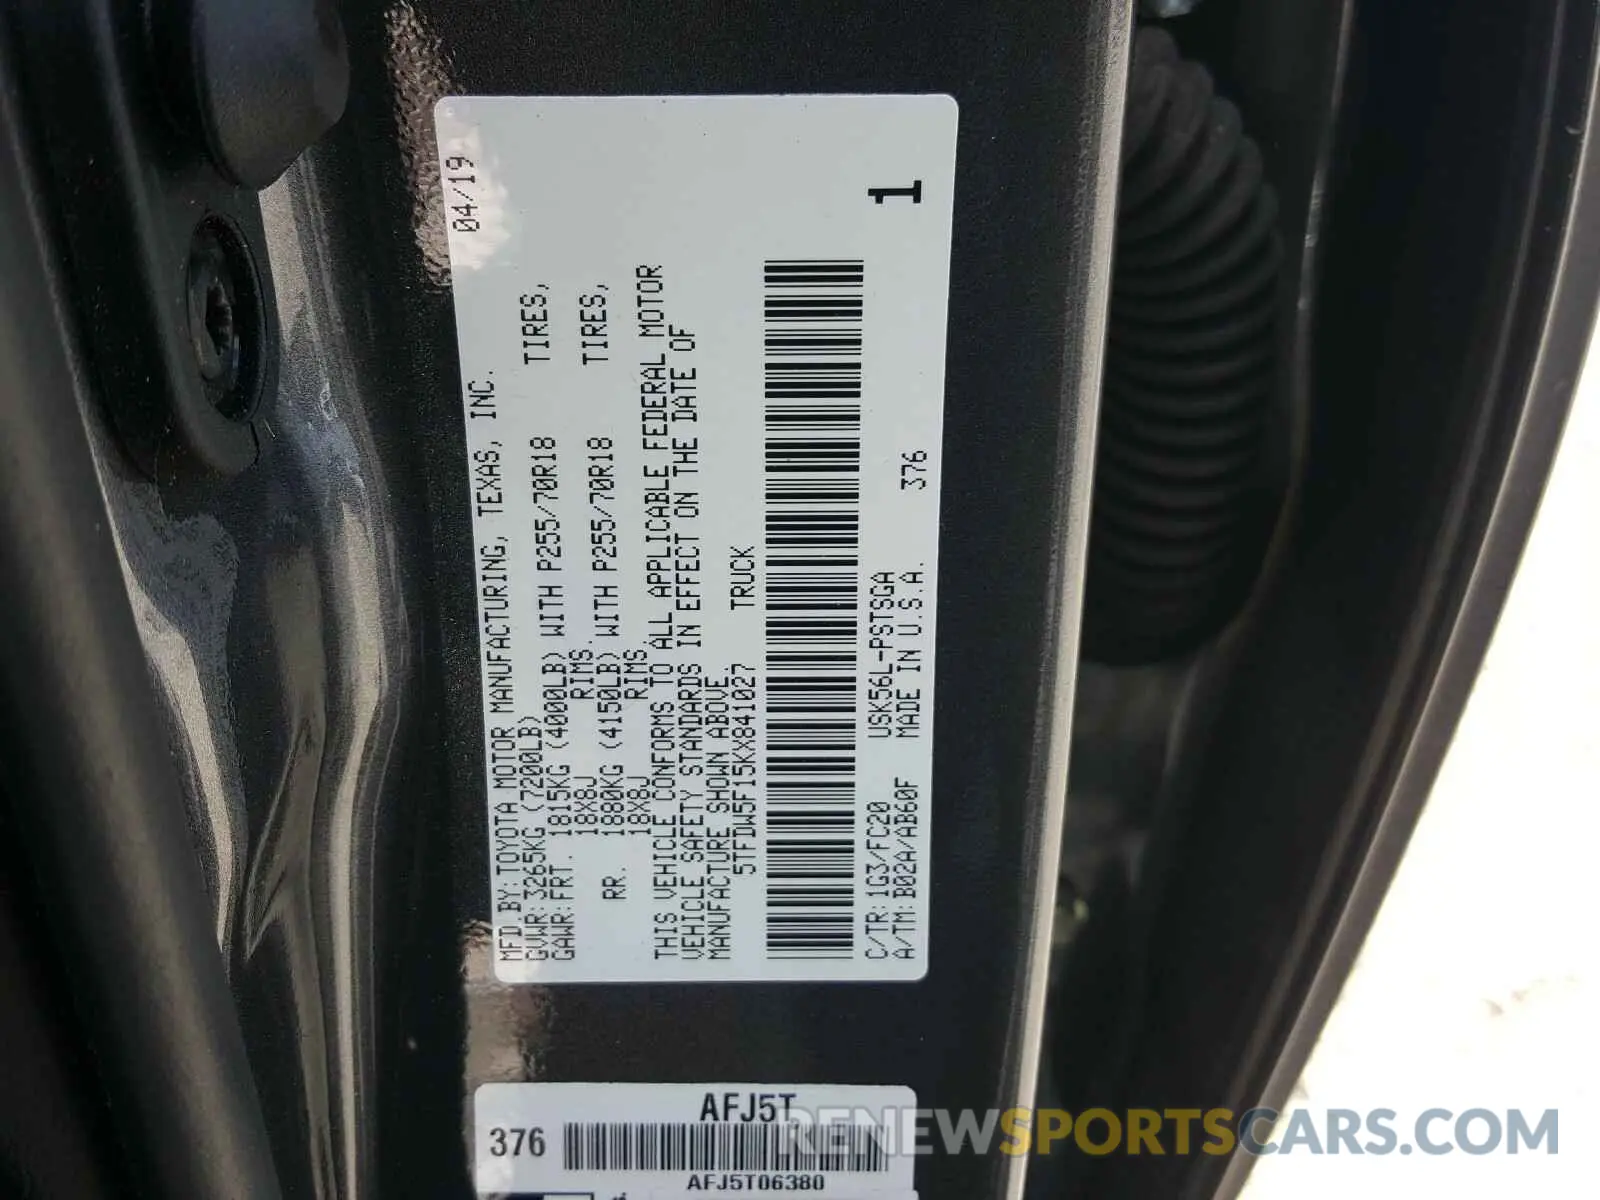 MFD.BY:TOYOTA MOTOR MANUFACTURING, TEXAS, INC. 04/19
GVWR:3265KG (7200LB)
GAWR:FRT. 1815KG (4000LB) WITH P255/70R18 TIRES,
18X8J RIMS.
RR. 1880KG (4150LB) WITH P255/70R18 TIRES,
18X8J RIMS.
THIS VEHICLE CONFORMS TO ALL APPLICABLE FEDERAL MOTOR
VEHICLE SAFETY STANDARDS IN EFFECT ON THE DATE OF
MANUFACTURE SHOWN ABOVE.
5TFDW5F15KX841027 TRUCK
C/TR:1G3/FC20 USK56L-PSTSGA 1
A/TM:B02A/AB60F MADE IN U.S.A. 376
AFJ5T
376
AFJ5T06380
RENEWSPORTSCARS.COM